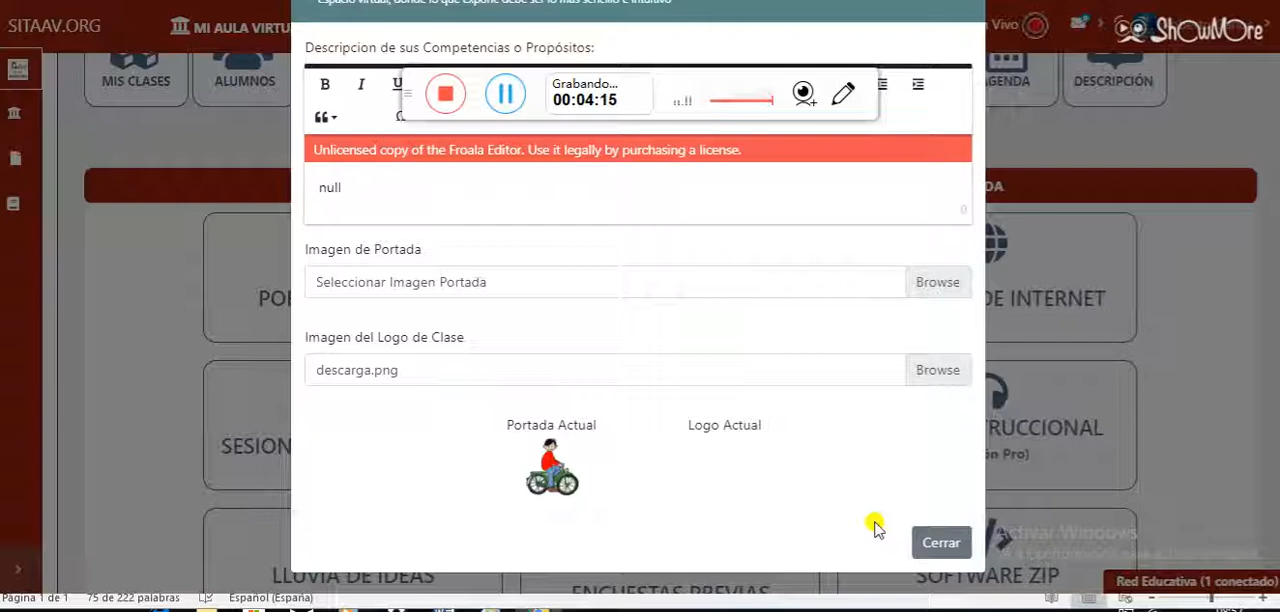 Espacio virtual, donde lo que expone debe ser lo más sencillo e intuitivo
SITAAV.ORG
MI AULA VIRTU
Vivo
ShowMore
MIS CLASES
ALUMNOS
AGENDA
DESCRIPCIÓN
Descripcion de sus Competencias o Propósitos:
B I U
Grabando...
00:04:15
Unlicensed copy of the Froala Editor. Use it legally by purchasing a license.
null
0
DA
Imagen de Portada
Seleccionar Imagen Portada
Browse
DE INTERNET
Imagen del Logo de Clase
descarga.png
Browse
Portada Actual
Logo Actual
SESION
TRUCCIONAL
ón Pro)
Cerrar
Activar Windows
LLUVIA DE IDEAS
ENCUESTAS PREVIAS
SOFTWARE ZIP
Red Educativa (1 conectado)
Página 1 de 1
75 de 222 palabras
Español (España)